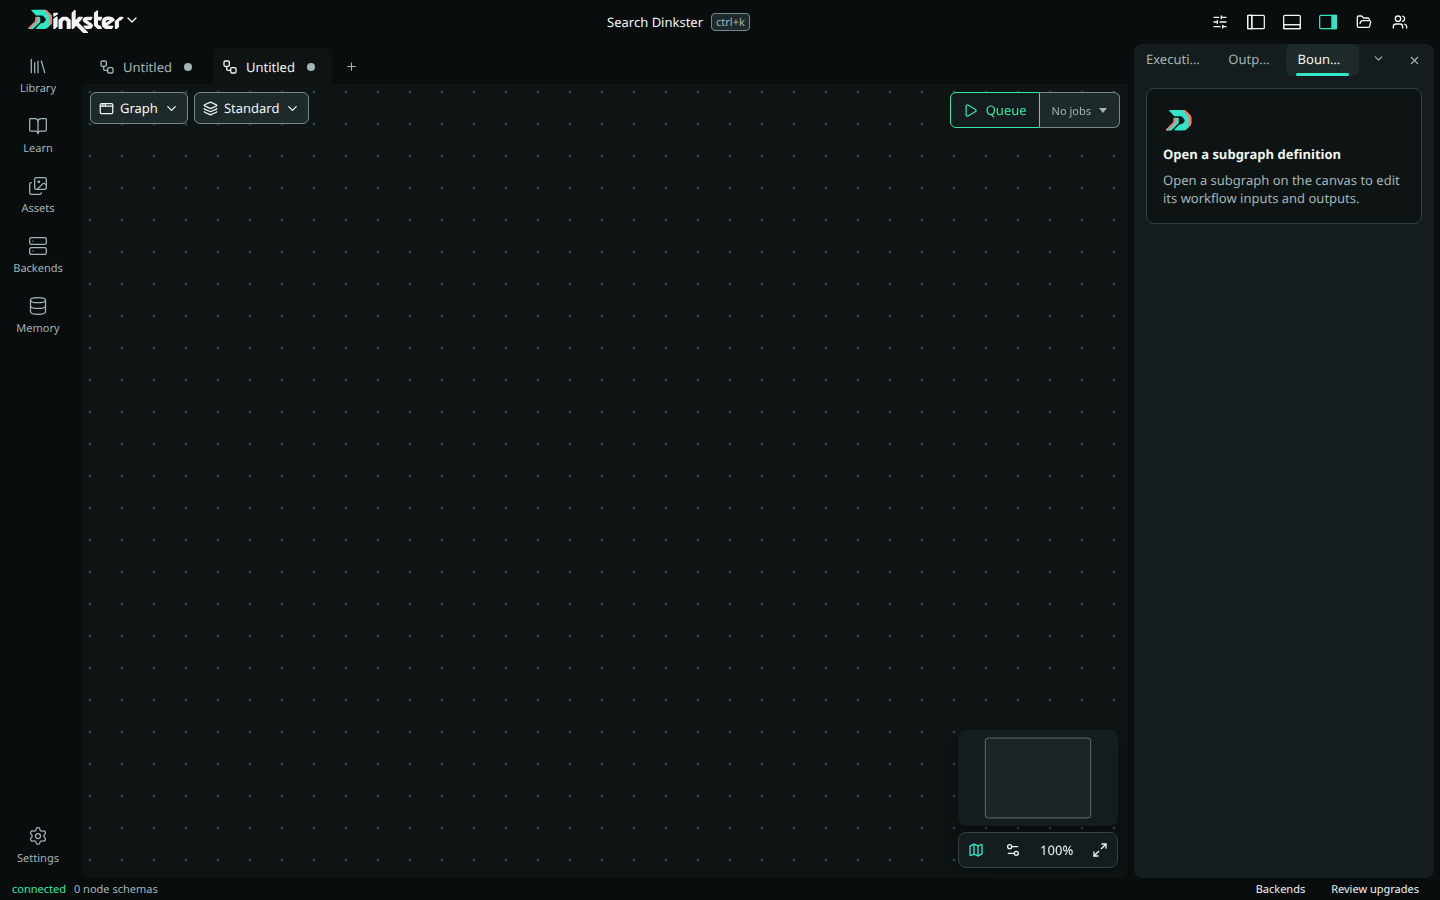 Dinkster
Search Dinkster ctrl+k
Library
Learn
Assets
Backends
Memory
Settings
Untitled
Untitled
Graph
Standard
Queue
No jobs
100%
Executi...
Outp...
Boun...
Open a subgraph definition
Open a subgraph on the canvas to edit
its workflow inputs and outputs.
connected 0 node schemas
Backends
Review upgrades